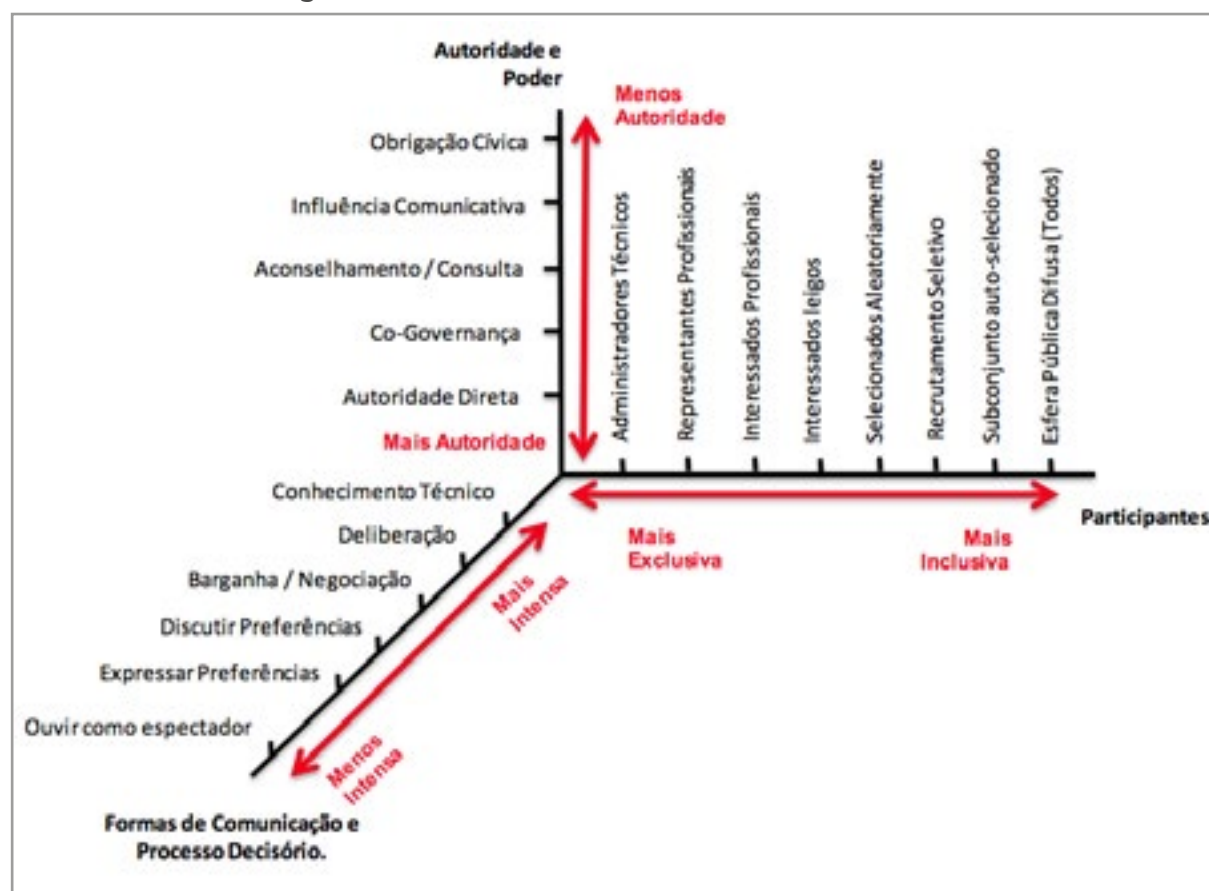 Autoridade e
Poder
Menos
Autoridade
Obrigação Cívica
Influência Comunicativa
Aconselhamento / Consulta
Co-Governança
Autoridade Direta
Mais Autoridade
Administradores Técnicos
Representantes Profissionais
Interessados Profissionais
Interessados leigos
Selecionados Aleatoriamente
Recrutamento Seletivo
Subconjunto auto-selecionado
Esfera Pública Difusa (Todos)
Participantes
Mais
Exclusiva
Mais
Inclusiva
Conhecimento Técnico
Deliberação
Barganha / Negociação
Discutir Preferências
Expressar Preferências
Ouvir como espectador
Mais
Intensa
Menos
Intensa
Formas de Comunicação e
Processo Decisório.